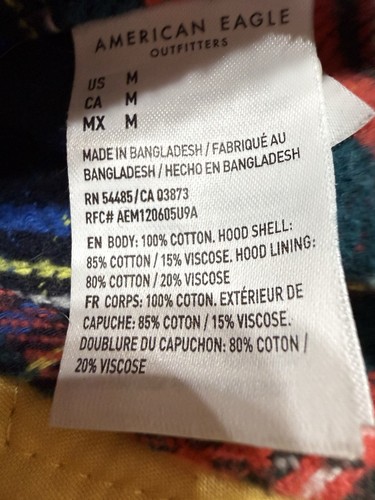 AMERICAN EAGLE
OUTFITTERS
US M
CA M
MX M
MADE IN BANGLADESH / FABRIQUÉ AU
BANGLADESH / HECHO EN BANGLADESH
RN 54485/CA 03873
RFC# AEM120605U9A
EN BODY: 100% COTTON. HOOD SHELL:
85% COTTON / 15% VISCOSE. HOOD LINING:
80% COTTON / 20% VISCOSE
FR CORPS: 100% COTON. EXTÉRIEUR DE
CAPUCHE: 85% COTON / 15% VISCOSE.
DOUBLURE DU CAPUCHON: 80% COTON /
20% VISCOSE